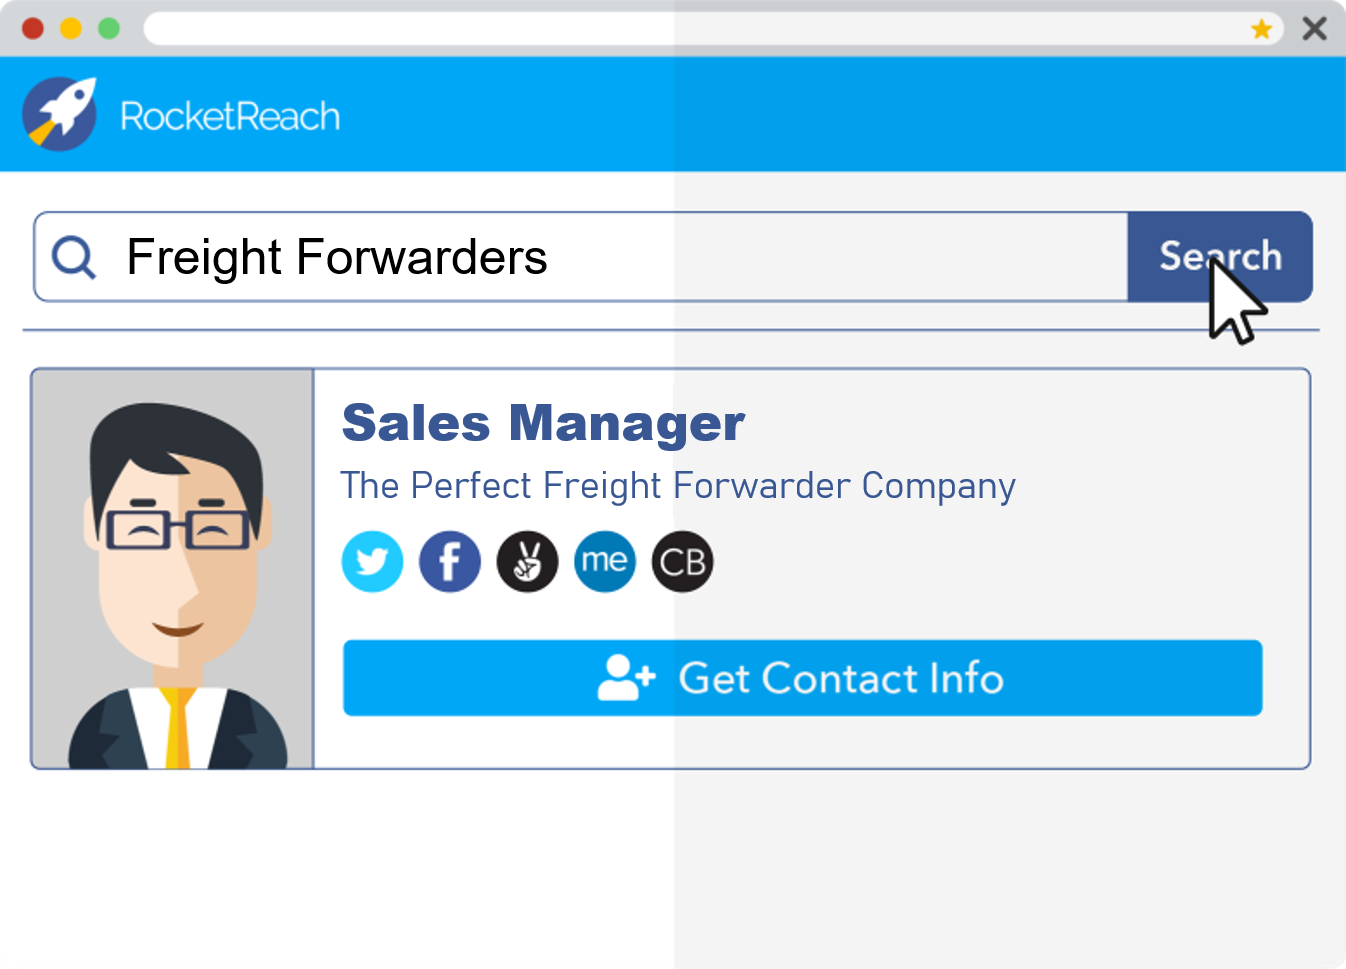 RocketReach
Freight Forwarders
Search
Sales Manager
The Perfect Freight Forwarder Company
f me CB
Get Contact Info